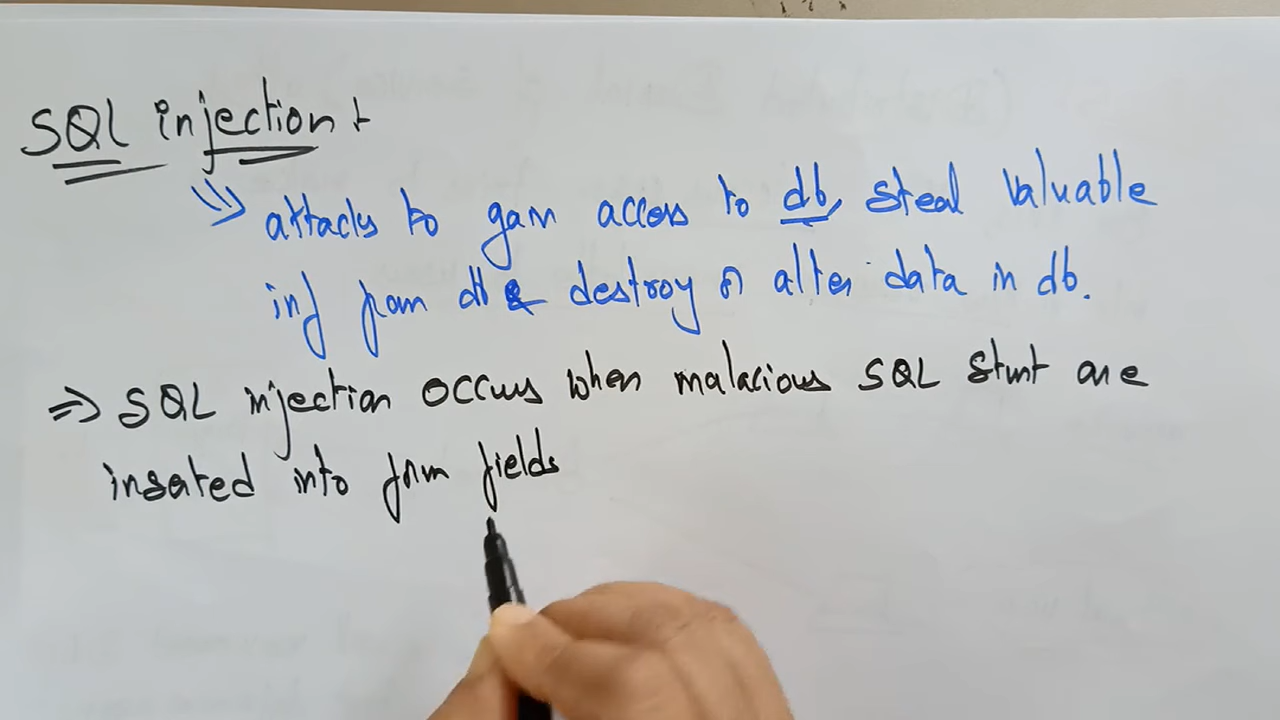 SQL injection :-
attacks to gain access to db, steal valuable
inf from db & destroy or alter data in db.
=> SQL injection occurs when malacious SQL stmt are
inserted into form fields